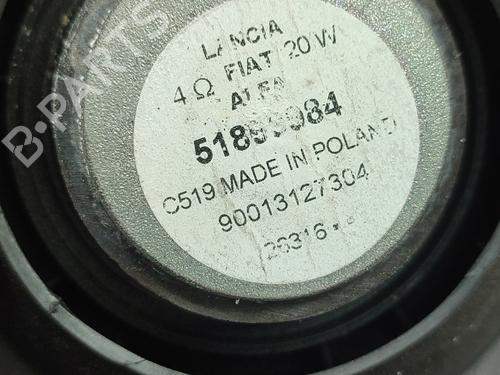 B-PARTS
LANCIA
4 Ω FIAT 20 W
ALFA
C519 MADE IN POLAND
90013127304